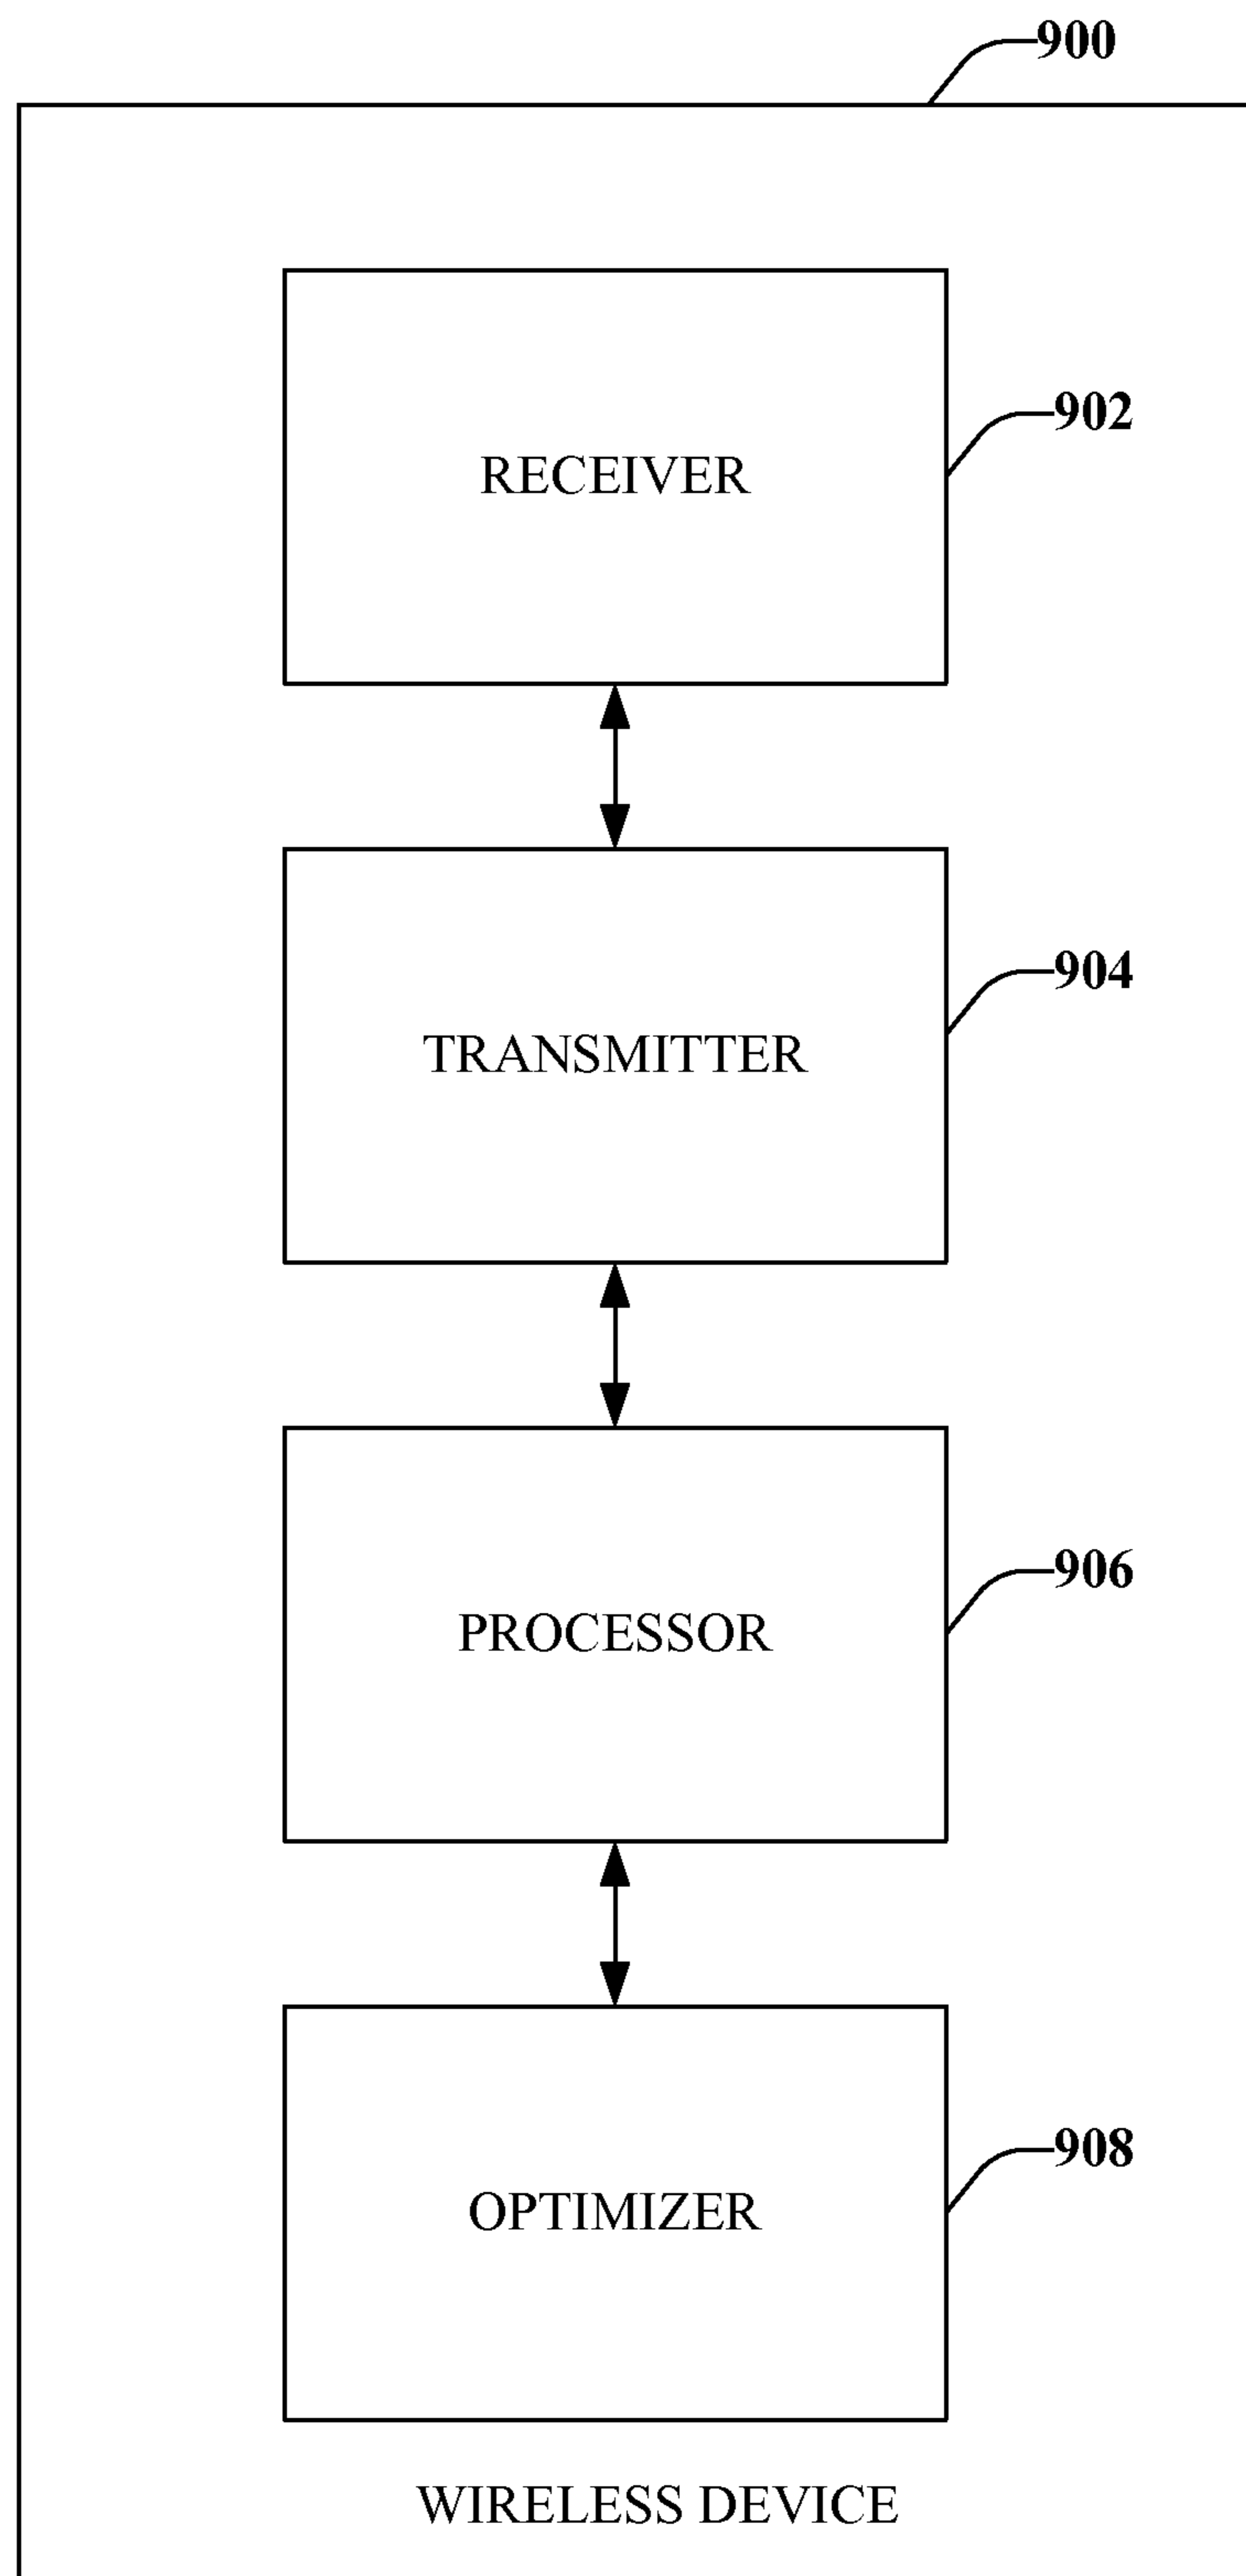 900
RECEIVER
902
TRANSMITTER
904
PROCESSOR
906
OPTIMIZER
908
WIRELESS DEVICE